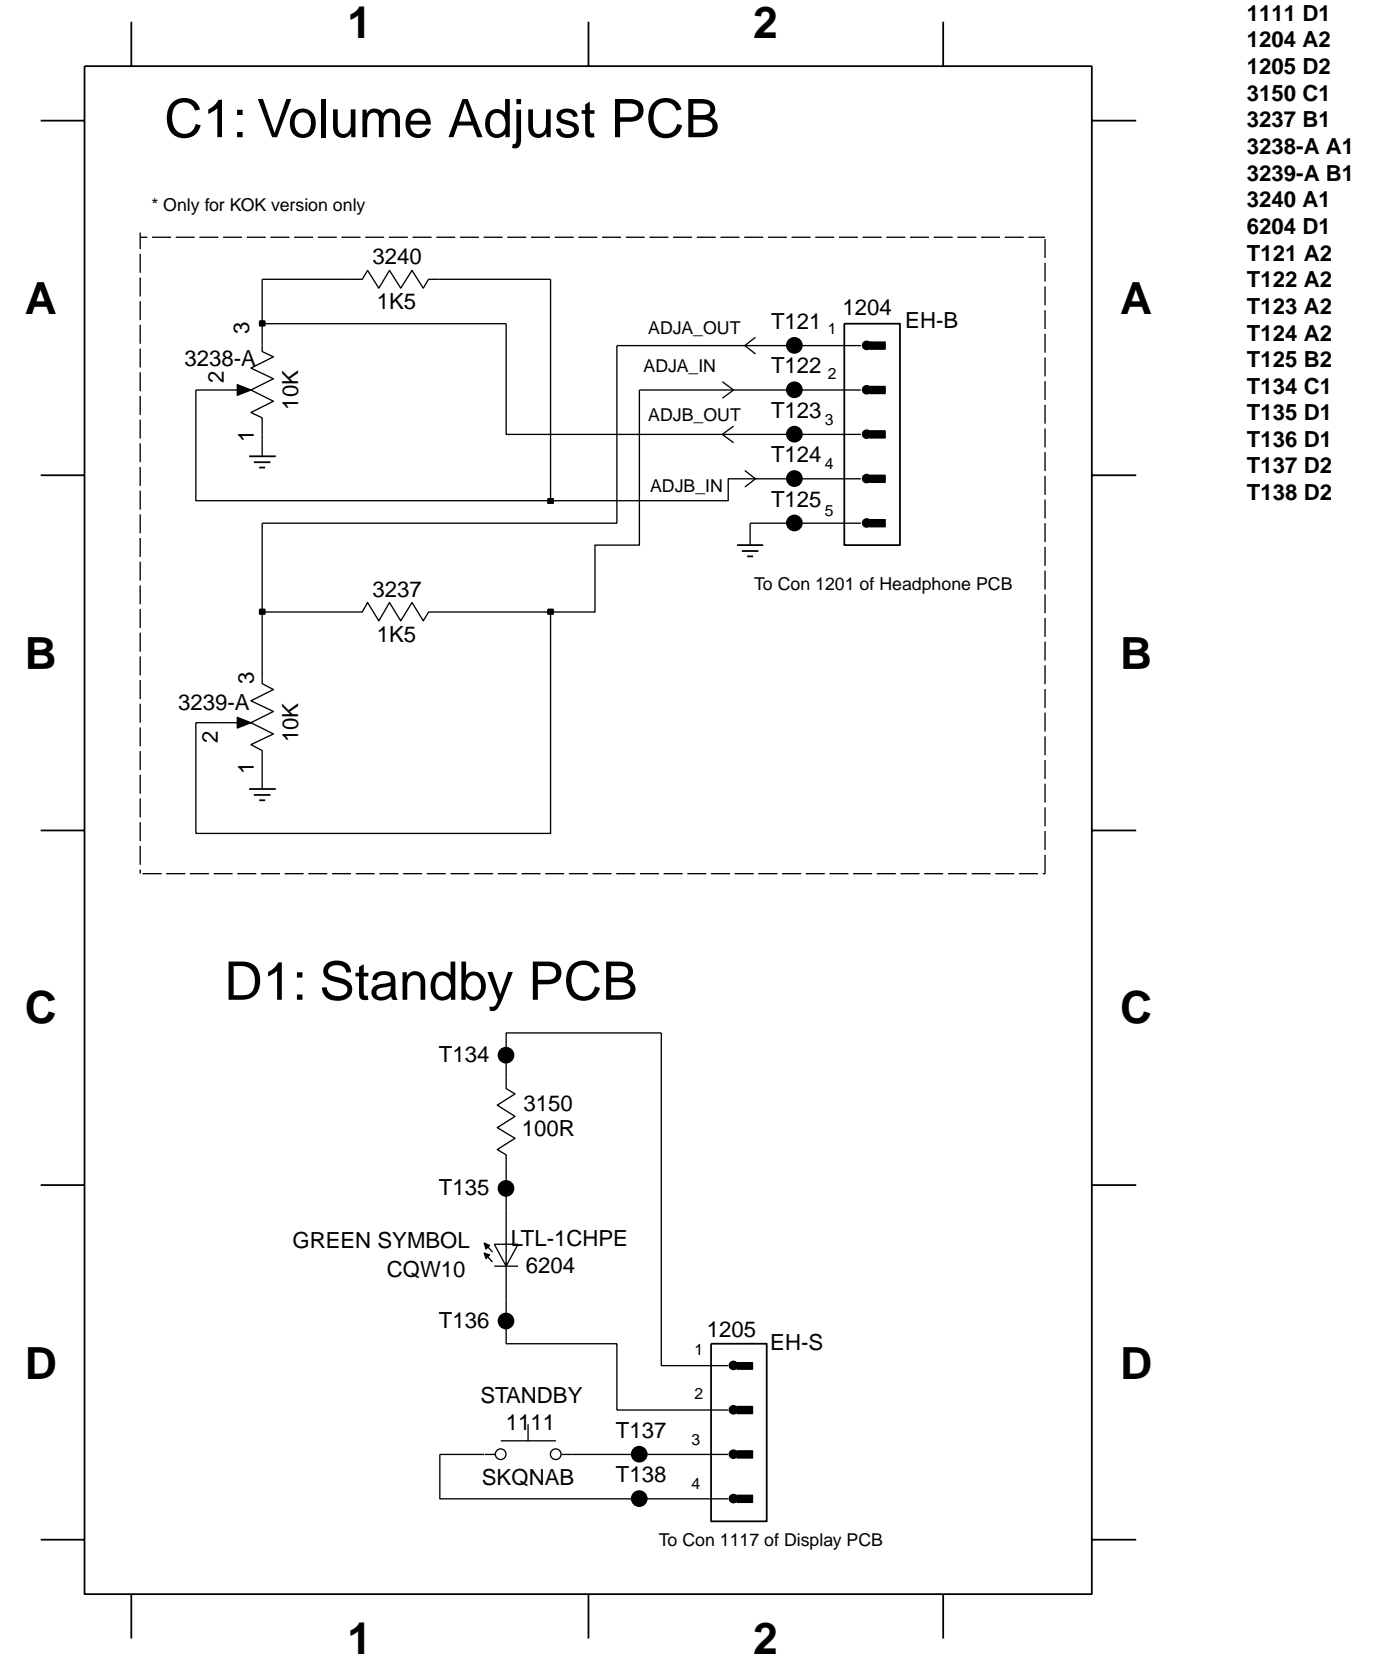 1 2
C1: Volume Adjust PCB
* Only for KOK version only
A
A
3240
1K5
3
3238-A
2
10K
1
ADJA_OUT
ADJA_IN
ADJB_OUT
ADJB_IN
T121 1
T122 2
T123 3
T124 4
T125 5
1204
EH-B
To Con 1201 of Headphone PCB
B
B
3237
1K5
3
3239-A
2
10K
1
C
C
D1: Standby PCB
T134
3150
100R
T135
GREEN SYMBOL
CQW10
LTL-1CHPE
6204
T136
D
D
1205
EH-S
1
2
3
4
STANDBY
1111
SKQNAB
T137
T138
To Con 1117 of Display PCB
1 2
1111 D1
1204 A2
1205 D2
3150 C1
3237 B1
3238-A A1
3239-A B1
3240 A1
6204 D1
T121 A2
T122 A2
T123 A2
T124 A2
T125 B2
T134 C1
T135 D1
T136 D1
T137 D2
T138 D2